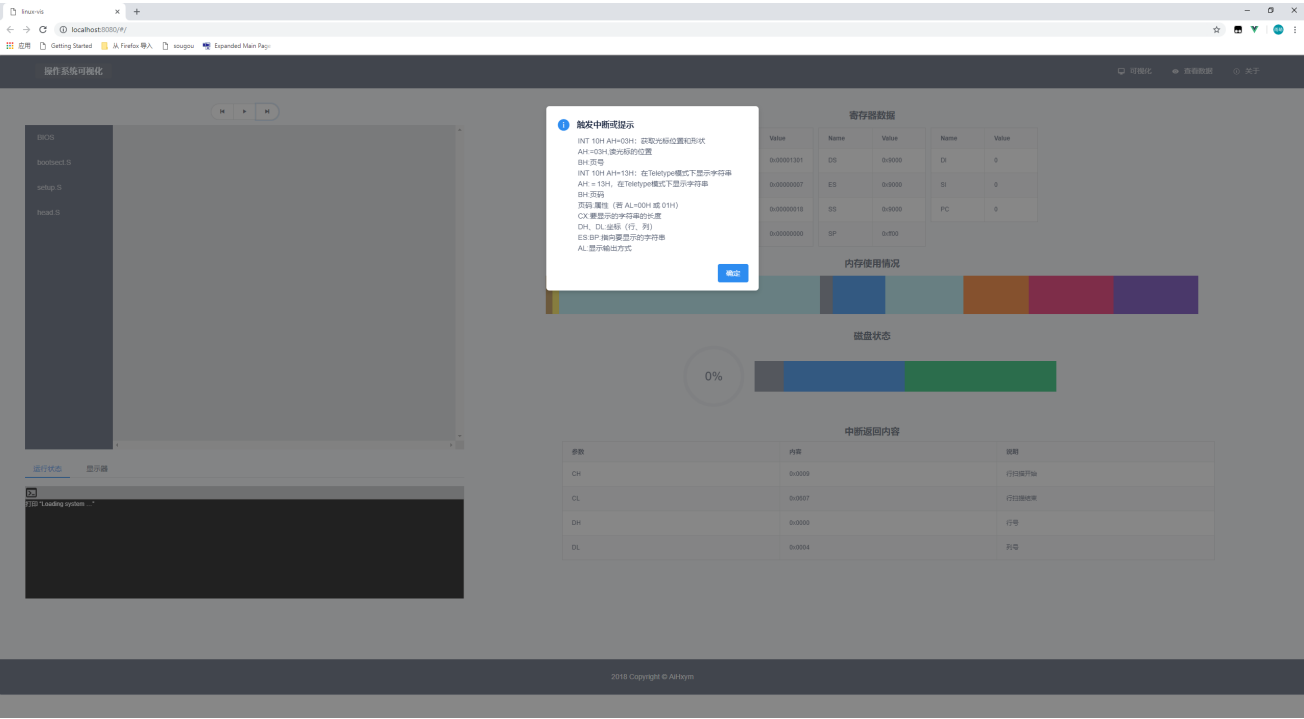 linux-vis
localhost:8080/#/
应用 Getting Started 从 Firefox 导入 sougou Expanded Main Page
操作系统可视化
可视化 查看数据 关于
BIOS
bootsect.S
setup.S
head.S
触发中断或提示
INT 10H AH=03H：获取光标位置和形状
AH:=03H,读光标的位置
BH:页号
INT 10H AH=13H：在Teletype模式下显示字符串
AH: = 13H，在Teletype模式下显示字符串
BH:页码
页码:属性（若 AL=00H 或 01H）
CX:要显示的字符串的长度
DH、DL:坐标（行、列）
ES:BP:指向要显示的字符串
AL:显示输出方式
确定
寄存器数据
Value Name Value Name Value
0x00001301 DS 0x9000 DI 0
0x00000007 ES 0x9000 SI 0
0x00000018 SS 0x9000 PC 0
0x00000000 SP 0xff00
内存使用情况
磁盘状态
0%
中断返回内容
参数 内容 说明
CH 0x0000 行扫描开始
CL 0x0607 行扫描结束
DH 0x0000 行号
DL 0x0004 列号
运行状态 显示器
打印 "Loading system ..."
2018 Copyright © AiHxym